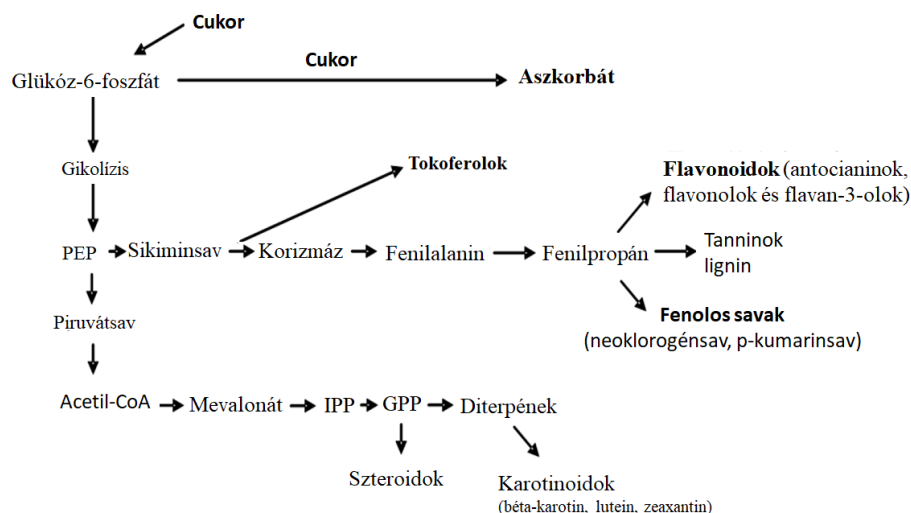 Cukor
Cukor
Glükóz-6-foszfát
Aszkorbát
Gikolízis
Tokoferolok
Flavonoidok (antocianinok,
flavonolok és flavan-3-olok)
PEP
Sikiminsav
Korizmáz
Fenilalanin
Fenilpropán
Tanninok
lignin
Piruvátsav
Fenolos savak
(neoklorogénsav, p-kumarinsav)
Acetil-CoA
Mevalonát
IPP
GPP
Diterpének
Szteroidok
Karotinoidok
(béta-karotin, lutein, zeaxantin)